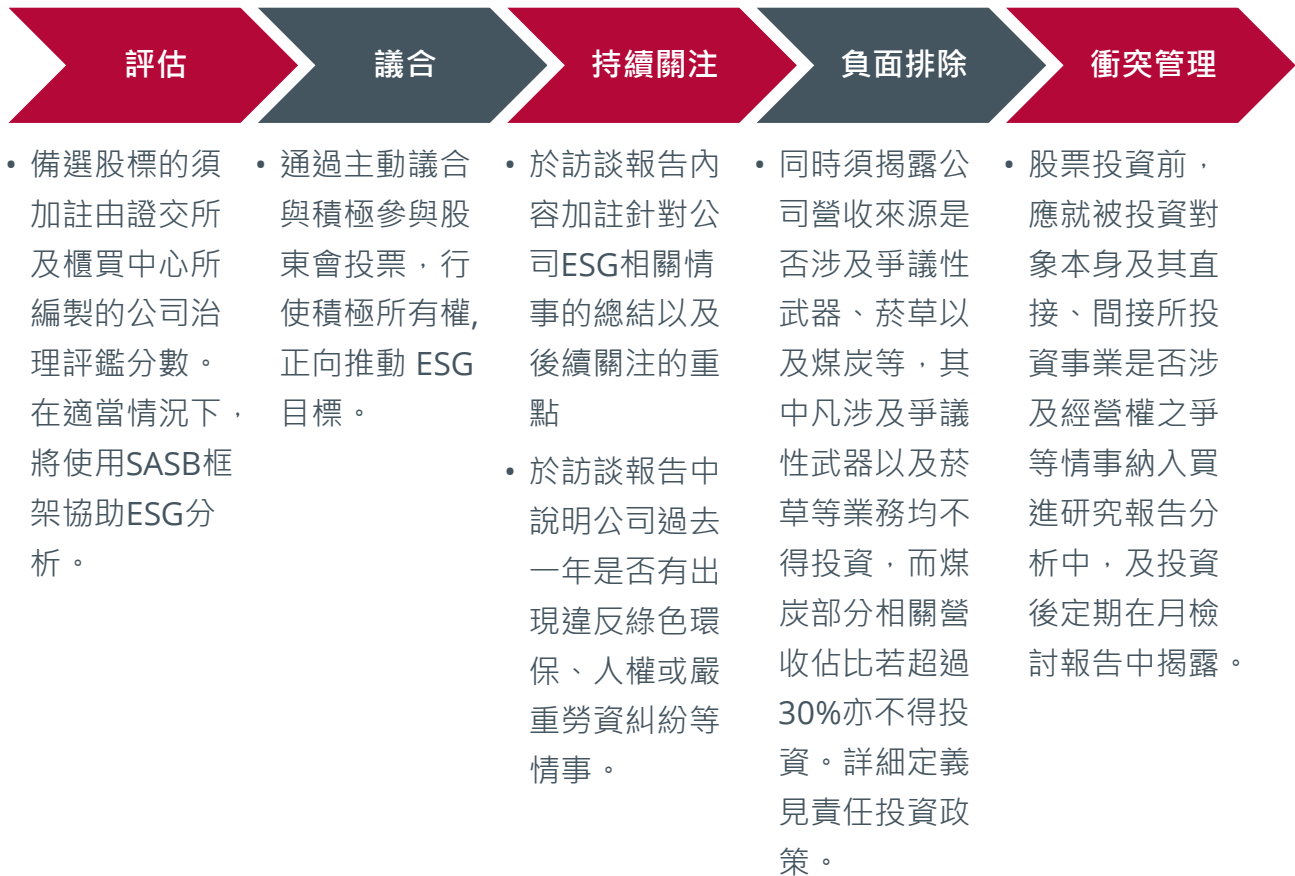 評估
議合
持續關注
負面排除
衝突管理
• 備選股標的須
加註由證交所
及櫃買中心所
編製的公司治
理評鑑分數。
在適當情況下，
將使用SASB框
架協助ESG分
析。
• 通過主動議合
與積極參與股
東會投票，行
使積極所有權,
正向推動 ESG
目標。
• 於訪談報告內
容加註針對公
司ESG相關情
事的總結以及
後續關注的重
點
• 於訪談報告中
說明公司過去
一年是否有出
現違反綠色環
保、人權或嚴
重勞資糾紛等
情事。
• 同時須揭露公
司營收來源是
否涉及爭議性
武器、菸草以
及煤炭等，其
中凡涉及爭議
性武器以及菸
草等業務均不
得投資，而煤
炭部分相關營
收佔比若超過
30%亦不得投
資。詳細定義
見責任投資政
策。
• 股票投資前，
應就被投資對
象本身及其直
接、間接所投
資事業是否涉
及經營權之爭
等情事納入買
進研究報告分
析中，及投資
後定期在月檢
討報告中揭露。